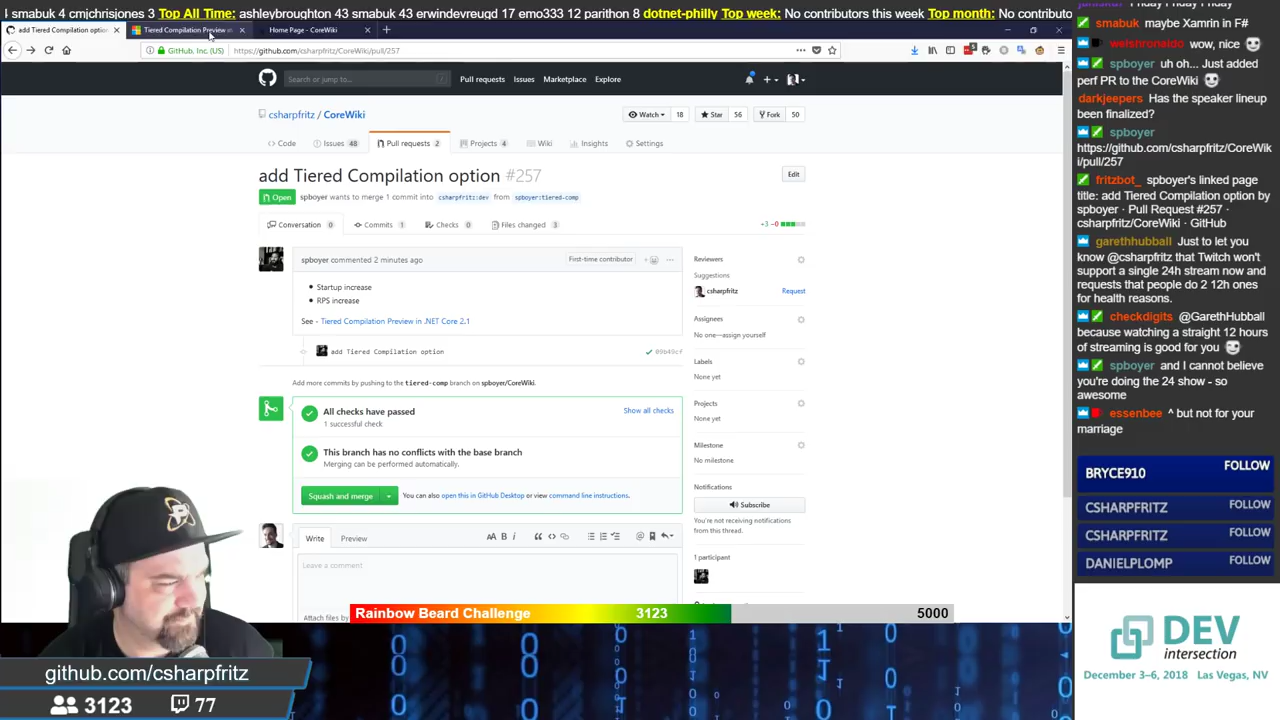 l smabuk 4 cmjchrisjones 3 Top All Time: ashleybroughton 43 smabuk 43 erwindevugd 17 emo333 12 parithon 8 dotnet-philly Top week: No contributors this week Top month: No contributo
add Tiered Compilation option
Tiered Compilation Preview in
Home Page - CoreWiki
GitHub, Inc. (US)
https://github.com/csharpfritz/CoreWiki/pull/257
Search or jump to...
Pull requests Issues Marketplace Explore
csharpfritz / CoreWiki
Watch 18 Star 56 Fork 50
Code Issues 48 Pull requests 2 Projects 4 Wiki Insights Settings
add Tiered Compilation option #257
Edit
Open spboyer wants to merge 1 commit into csharpfritz:dev from spboyer:tiered-comp
Conversation 0 Commits 1 Checks 0 Files changed 3
+3 −0
spboyer commented 2 minutes ago
First-time contributor
Startup increase
RPS increase
See - Tiered Compilation Preview in .NET Core 2.1
add Tiered Compilation option
09b49cf
Add more commits by pushing to the tiered-comp branch on spboyer/CoreWiki.
All checks have passed
1 successful check
Show all checks
This branch has no conflicts with the base branch
Merging can be performed automatically.
Squash and merge
You can also open this in GitHub Desktop or view command line instructions.
Write Preview
Leave a comment
Attach files by
Reviewers
Suggestions
csharpfritz
Request
Assignees
No one—assign yourself
Labels
None yet
Projects
None yet
Milestone
No milestone
Notifications
Subscribe
You're not receiving notifications
from this thread.
1 participant
Rainbow Beard Challenge 3123 5000
github.com/csharpfritz
3123 77
smabuk maybe Xamrin in F#
welshronaldo wow, nice
spboyer uh oh... Just added
perf PR to the CoreWiki
darkjeepers Has the speaker lineup
been finalized?
spboyer
https://github.com/csharpfritz/CoreWi
ki/pull/257
fritzbot_ spboyer's linked page
title: add Tiered Compilation option by
spboyer · Pull Request #257 ·
csharpfritz/CoreWiki · GitHub
garethhubball Just to let you
know @csharpfritz that Twitch won't
support a single 24h stream now and
requests that people do 2 12h ones
for health reasons.
checkdigits @GarethHubball
because watching a straight 12 hours
of streaming is good for you
spboyer and I cannot believe
you're doing the 24 show - so
awesome
essenbee ^ but not for your
marriage
BRYCE910 FOLLOW
CSHARPFRITZ FOLLOW
CSHARPFRITZ FOLLOW
DANIELPLOMP FOLLOW
DEV
intersection
December 3-6, 2018 Las Vegas, NV